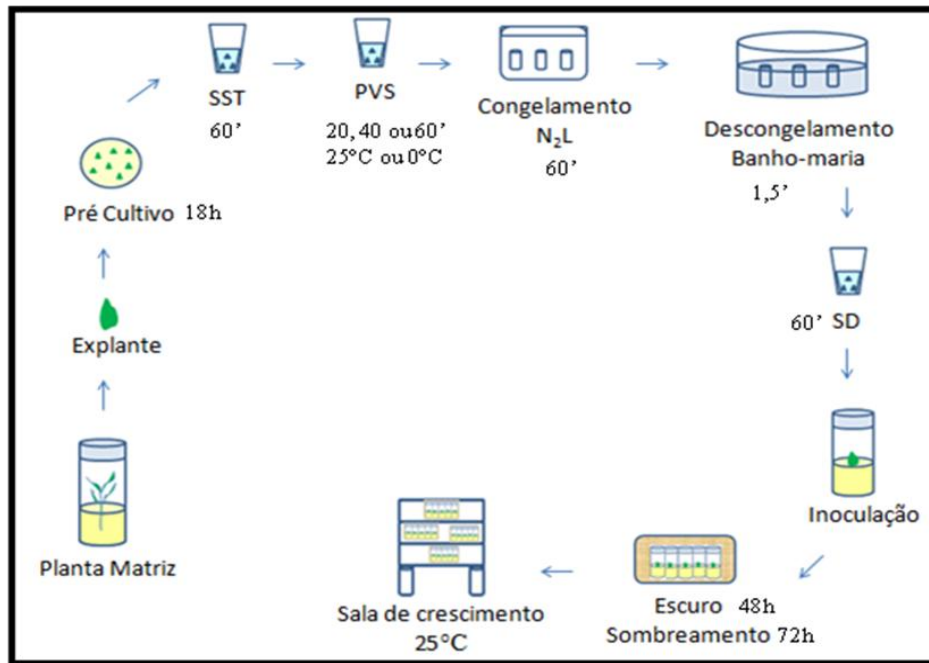 SST
60’
PVS
20, 40 ou 60’
25°C ou 0°C
Congelamento
N₂L
60’
Descongelamento
Banho-maria
1,5’
60’ SD
Inoculação
Escuro 48h
Sombreamento 72h
Sala de crescimento
25°C
Pré Cultivo 18h
Explante
Planta Matriz